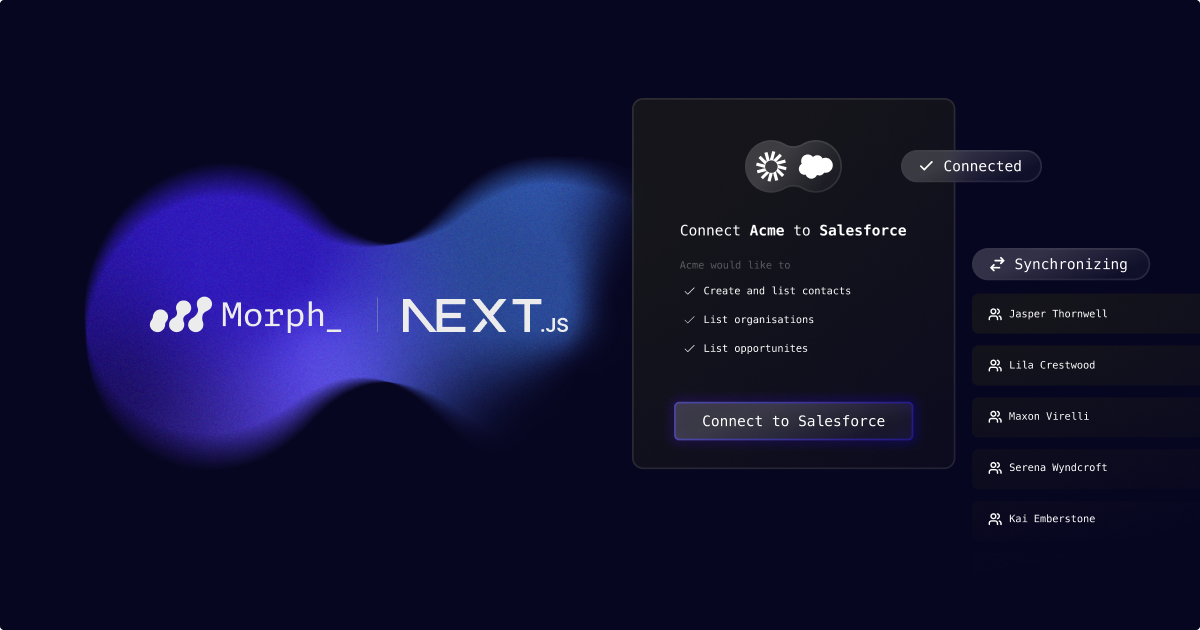 Morph_
NEXT.JS
Connected
Connect Acme to Salesforce
Acme would like to
Create and list contacts
List organisations
List opportunites
Connect to Salesforce
Synchronizing
Jasper Thornwell
Lila Crestwood
Maxon Virelli
Serena Wyndcroft
Kai Emberstone